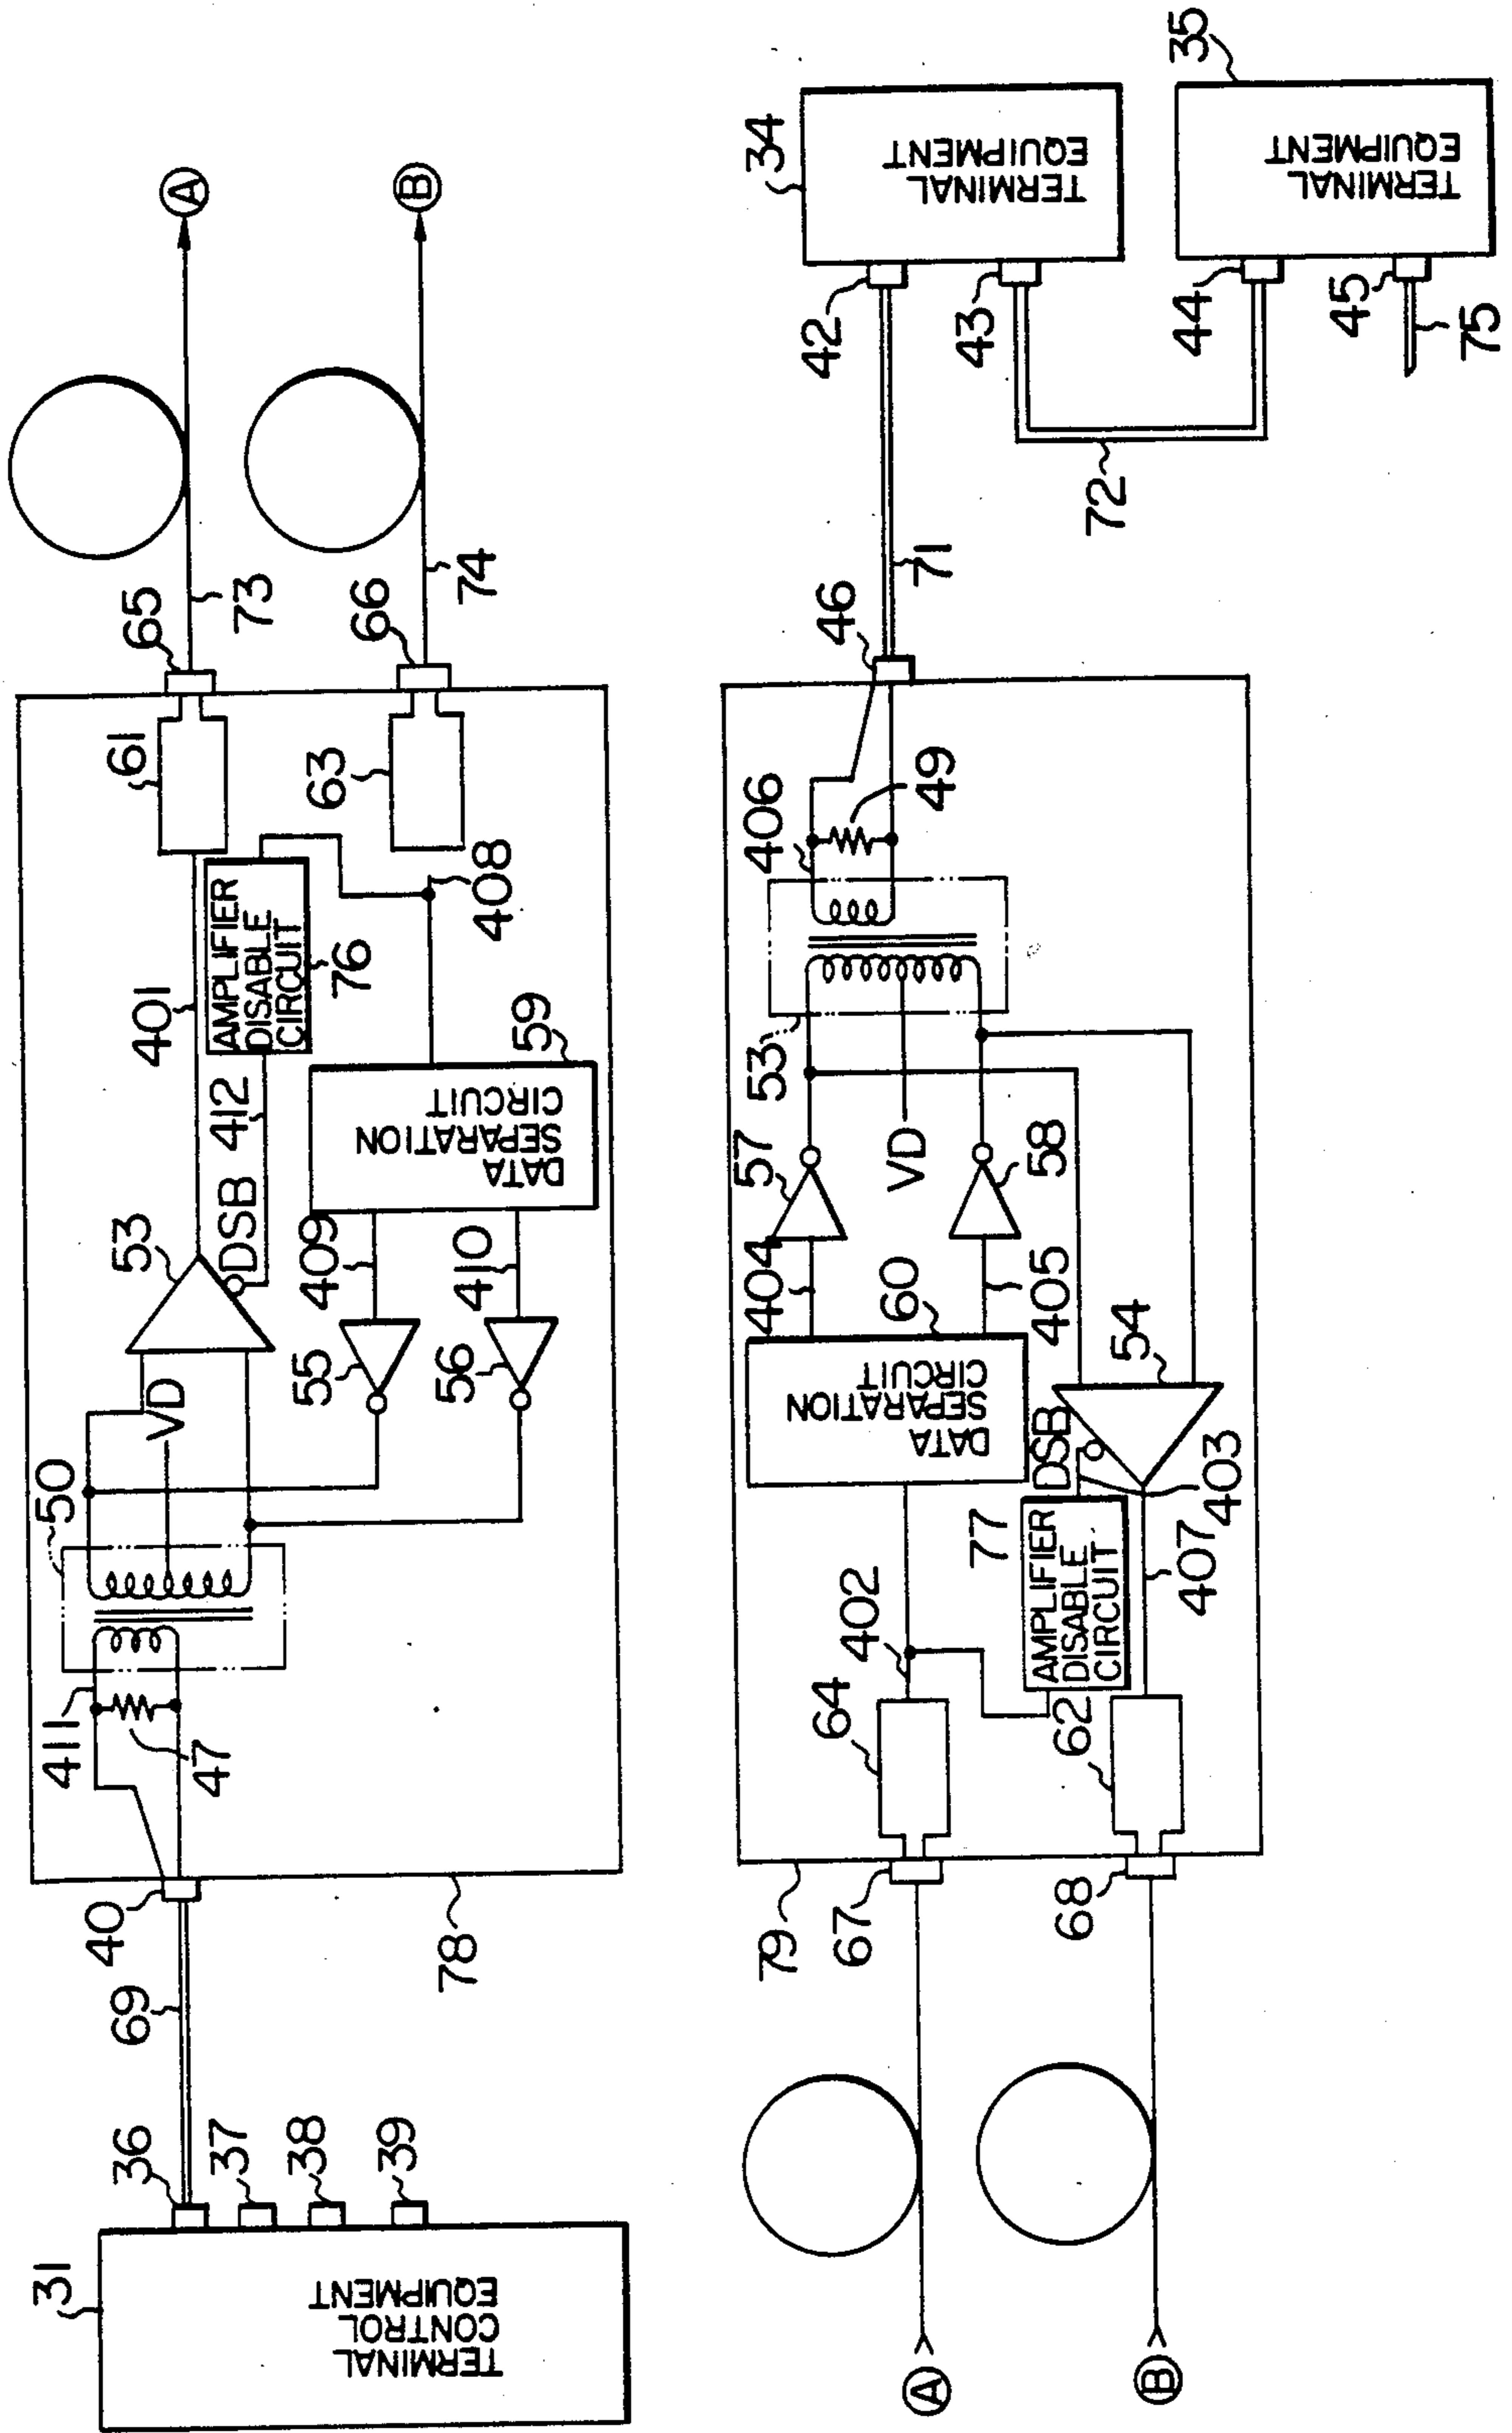 31
TERMINAL
CONTROL
EQUIPMENT
36
37
38
39
69
40
78
411
47
50
VD
53
DSB
412
401
55
56
409
410
DATA
SEPARATION
CIRCUIT
59
AMPLIFIER
DISABLE
CIRCUIT
76
408
61
63
65
66
73
74
A
B
A
B
79
67
68
64
62
402
77
AMPLIFIER
DISABLE
CIRCUIT
407
403
DSB
54
DATA
SEPARATION
CIRCUIT
60
404
405
57
58
VD
53
406
49
46
71
42
43
34
TERMINAL
EQUIPMENT
72
44
45
75
35
TERMINAL
EQUIPMENT